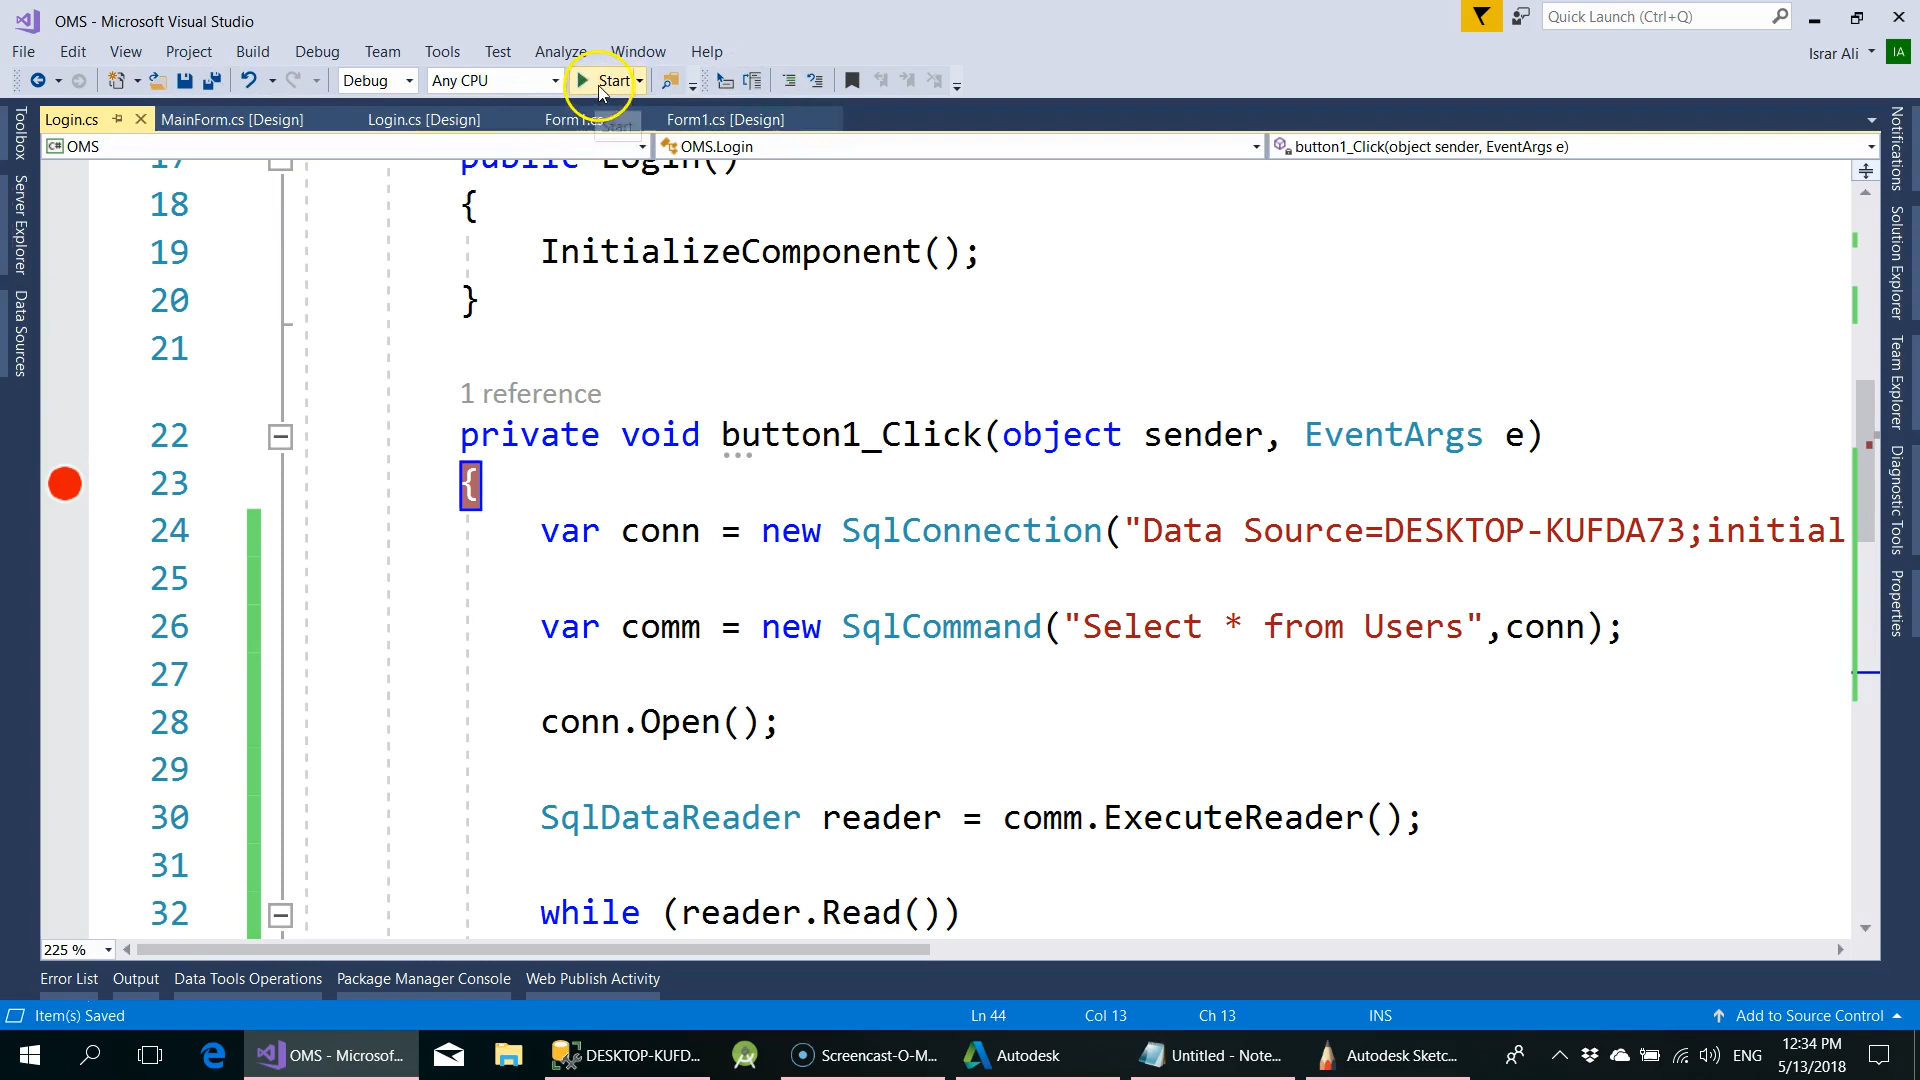 OMS - Microsoft Visual Studio
Quick Launch (Ctrl+Q)
File Edit View Project Build Debug Team Tools Test Analyze Window Help
Israr Ali IA
Debug Any CPU Start
Login.cs MainForm.cs [Design] Login.cs [Design] Form1.cs Form1.cs [Design]
Start
OMS OMS.Login button1_Click(object sender, EventArgs e)
Toolbox
Server Explorer
Data Sources
17 public Login()
18 {
19 InitializeComponent();
20 }
21
1 reference
22 private void button1_Click(object sender, EventArgs e)
23 {
24 var conn = new SqlConnection("Data Source=DESKTOP-KUFDA73;initial
25
26 var comm = new SqlCommand("Select * from Users",conn);
27
28 conn.Open();
29
30 SqlDataReader reader = comm.ExecuteReader();
31
32 while (reader.Read())
Notifications
Solution Explorer
Team Explorer
Diagnostic Tools
Properties
225 %
Error List Output Data Tools Operations Package Manager Console Web Publish Activity
Item(s) Saved Ln 44 Col 13 Ch 13 INS Add to Source Control
OMS - Microsof... DESKTOP-KUFD... Screencast-O-M... Autodesk Untitled - Note... Autodesk Sketc... ENG 12:34 PM
5/13/2018